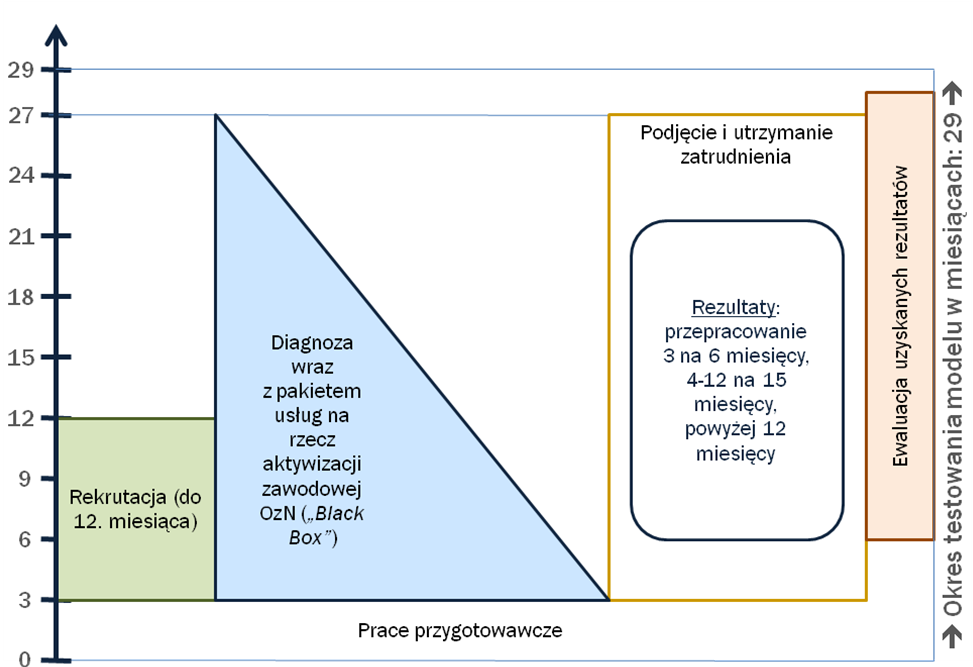 29
27
24
21
18
15
12
9
6
3
0
Rekrutacja (do
12. miesiąca)
Diagnoza
wraz
z pakietem
usług na
rzecz
aktywizacji
zawodowej
OzN („Black
Box”)
Prace przygotowawcze
Podjęcie i utrzymanie
zatrudnienia
Rezultaty:
przepracowanie
3 na 6 miesięcy,
4-12 na 15
miesięcy,
powyżej 12
miesięcy
Ewaluacja uzyskanych rezultatów
→ Okres testowania modelu w miesiącach: 29 →